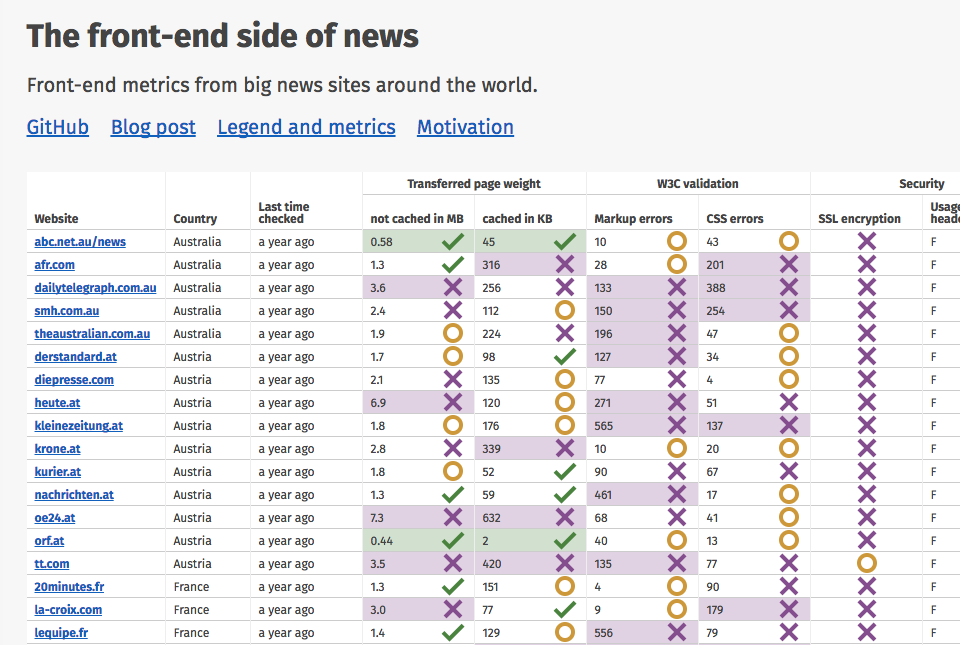 The front-end side of news
Front-end metrics from big news sites around the world.
GitHub Blog post Legend and metrics Motivation
Transferred page weight W3C validation Security
Website Country Last time checked not cached in MB cached in KB Markup errors CSS errors SSL encryption Usage heade
abc.net.au/news Australia a year ago 0.58 45 10 43 F
afr.com Australia a year ago 1.3 316 28 201 F
dailytelegraph.com.au Australia a year ago 3.6 256 133 388 F
smh.com.au Australia a year ago 2.4 112 150 254 F
theaustralian.com.au Australia a year ago 1.9 224 196 47 F
derstandard.at Austria a year ago 1.7 98 127 34 F
diepresse.com Austria a year ago 2.1 135 77 4 F
heute.at Austria a year ago 6.9 120 271 51 F
kleinezeitung.at Austria a year ago 1.8 176 565 137 F
krone.at Austria a year ago 2.8 339 10 20 F
kurier.at Austria a year ago 1.8 52 90 67 F
nachrichten.at Austria a year ago 1.3 59 461 17 F
oe24.at Austria a year ago 7.3 632 68 41 F
orf.at Austria a year ago 0.44 2 40 13 F
tt.com Austria a year ago 3.5 420 135 77 F
20minutes.fr France a year ago 1.3 151 4 90 F
la-croix.com France a year ago 3.0 77 9 179 F
lequipe.fr France a year ago 1.4 129 556 79 F